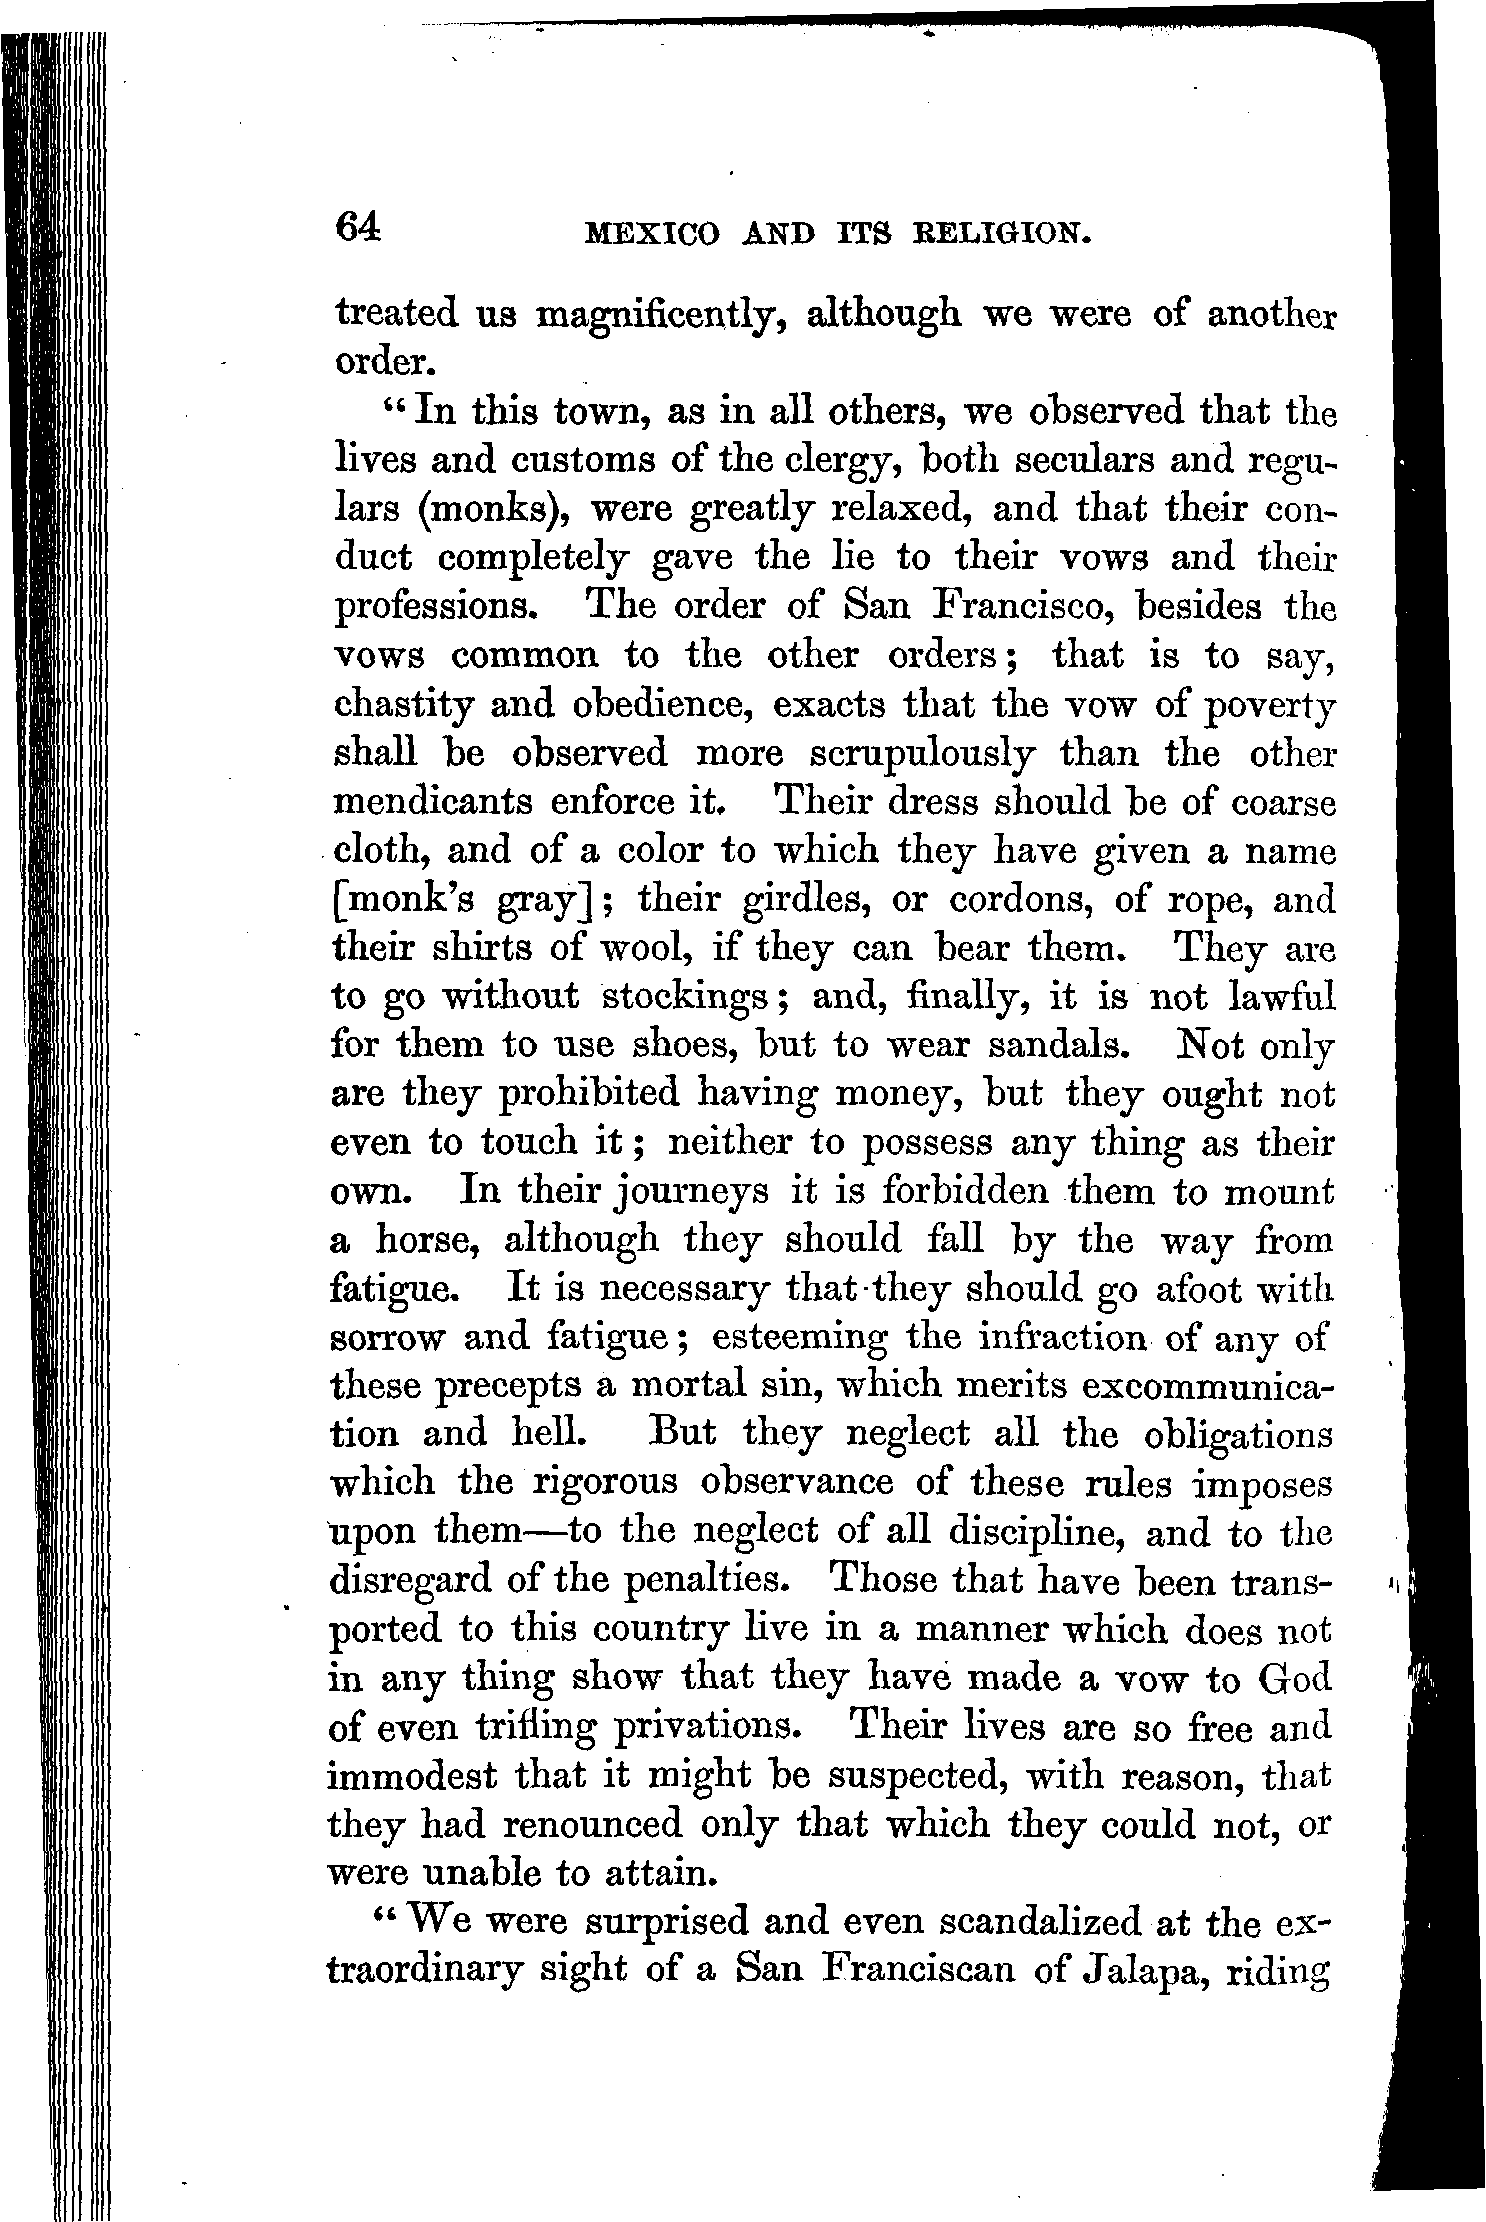 64 MEXICO AND ITS RELIGION.
treated us magnificently, although we were of another
order.
“In this town, as in all others, we observed that the
lives and customs of the clergy, both seculars and regu-
lars (monks), were greatly relaxed, and that their con-
duct completely gave the lie to their vows and their
professions. The order of San Francisco, besides the
vows common to the other orders; that is to say,
chastity and obedience, exacts that the vow of poverty
shall be observed more scrupulously than the other
mendicants enforce it. Their dress should be of coarse
cloth, and of a color to which they have given a name
[monk's gray]; their girdles, or cordons, of rope, and
their shirts of wool, if they can bear them. They are
to go without stockings; and, finally, it is not lawful
for them to use shoes, but to wear sandals. Not only
are they prohibited having money, but they ought not
even to touch it; neither to possess any thing as their
own. In their journeys it is forbidden them to mount
a horse, although they should fall by the way from
fatigue. It is necessary that they should go afoot with
sorrow and fatigue; esteeming the infraction of any of
these precepts a mortal sin, which merits excommunica-
tion and hell. But they neglect all the obligations
which the rigorous observance of these rules imposes
upon them—to the neglect of all discipline, and to the
disregard of the penalties. Those that have been trans-
ported to this country live in a manner which does not
in any thing show that they have made a vow to God
of even trifling privations. Their lives are so free and
immodest that it might be suspected, with reason, that
they had renounced only that which they could not, or
were unable to attain.
“We were surprised and even scandalized at the ex-
traordinary sight of a San Franciscan of Jalapa, riding